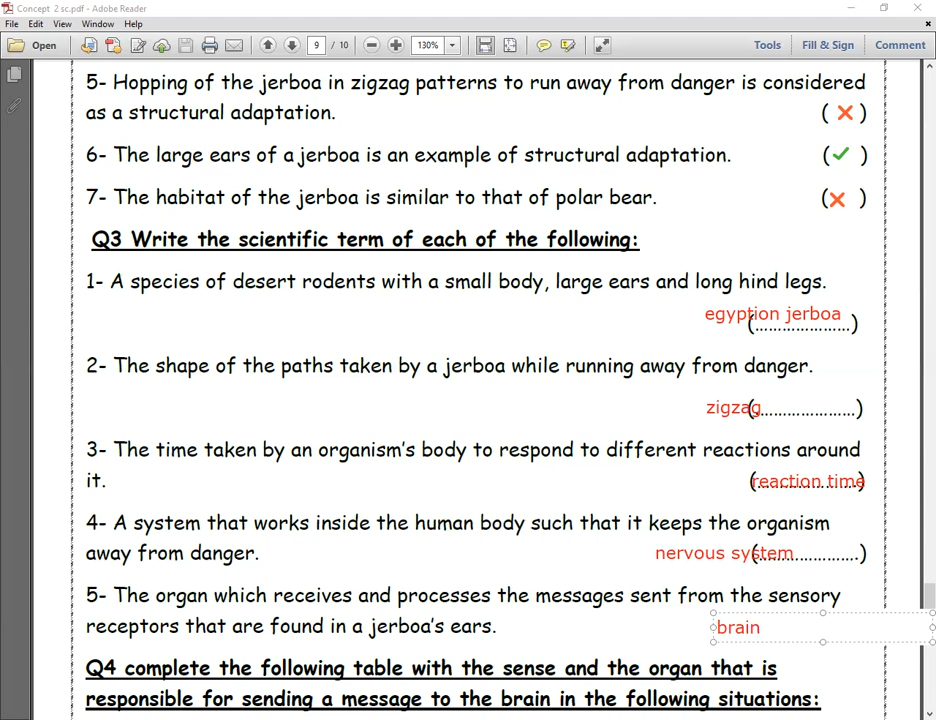 Concept 2 sc.pdf - Adobe Reader
File Edit View Window Help
Open 9 / 10 130% Tools Fill & Sign Comment
5- Hopping of the jerboa in zigzag patterns to run away from danger is considered
as a structural adaptation. ( ✗ )
6- The large ears of a jerboa is an example of structural adaptation. (✓ )
7- The habitat of the jerboa is similar to that of polar bear. (✗ )
Q3 Write the scientific term of each of the following:
1- A species of desert rodents with a small body, large ears and long hind legs.
egyption jerboa
(.....................)
2- The shape of the paths taken by a jerboa while running away from danger.
zigzag (.....................)
3- The time taken by an organism's body to respond to different reactions around
it. (reaction time)
4- A system that works inside the human body such that it keeps the organism
away from danger. nervous system (.....................)
5- The organ which receives and processes the messages sent from the sensory
receptors that are found in a jerboa's ears. brain
Q4 complete the following table with the sense and the organ that is
responsible for sending a message to the brain in the following situations: